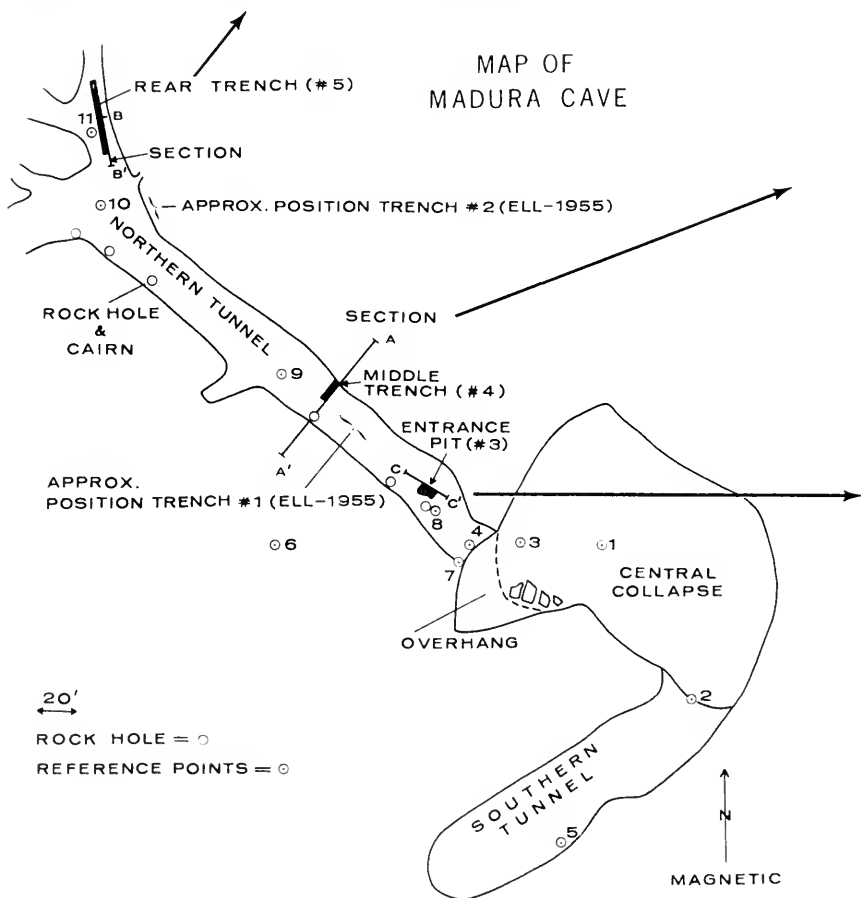 MAP OF
MADURA CAVE
REAR TRENCH (#5)
11
B
SECTION
B'
10
APPROX. POSITION TRENCH #2 (ELL-1955)
NORTHERN TUNNEL
ROCK HOLE
&
CAIRN
SECTION
A
9
MIDDLE
TRENCH (#4)
ENTRANCE
PIT (#3)
A'
C
C'
APPROX.
POSITION TRENCH #1 (ELL-1955)
8
6
4
3
1
7
CENTRAL
COLLAPSE
OVERHANG
2
20'
ROCK HOLE =
REFERENCE POINTS =
SOUTHERN
TUNNEL
5
N
MAGNETIC